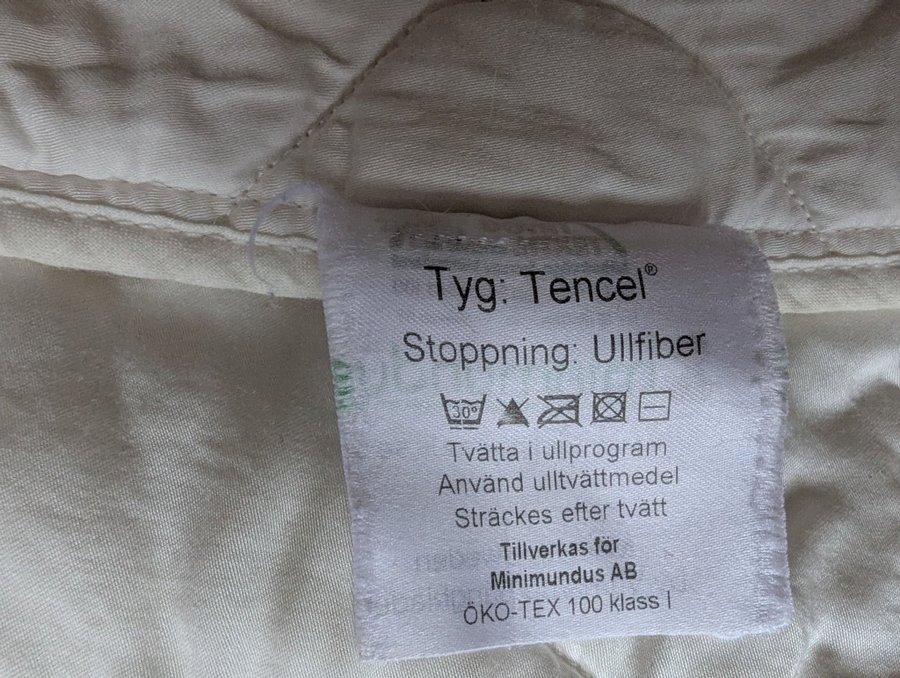 Tyg: Tencel®
Stoppning: Ullfiber
30°
Tvätta i ullprogram
Använd ulltvättmedel
Sträckes efter tvätt
Tillverkas för
Minimundus AB
ÖKO-TEX 100 klass I